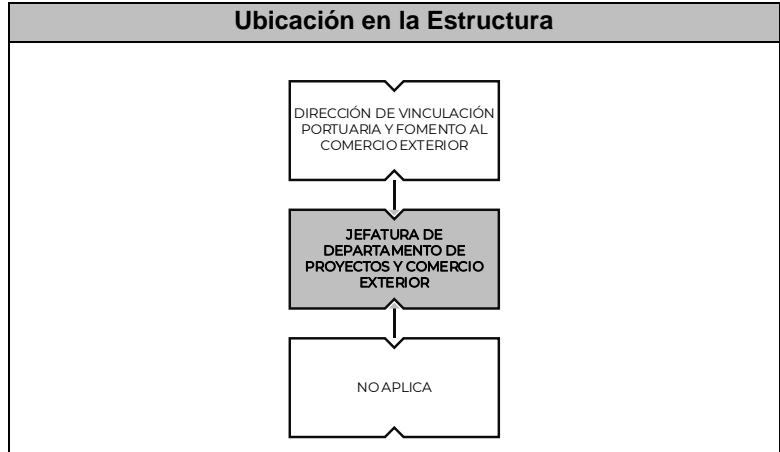 Ubicación en la Estructura
DIRECCIÓN DE VINCULACIÓN
PORTUARIA Y FOMENTO AL
COMERCIO EXTERIOR
JEFATURA DE
DEPARTAMENTO DE
PROYECTOS Y COMERCIO
EXTERIOR
NO APLICA